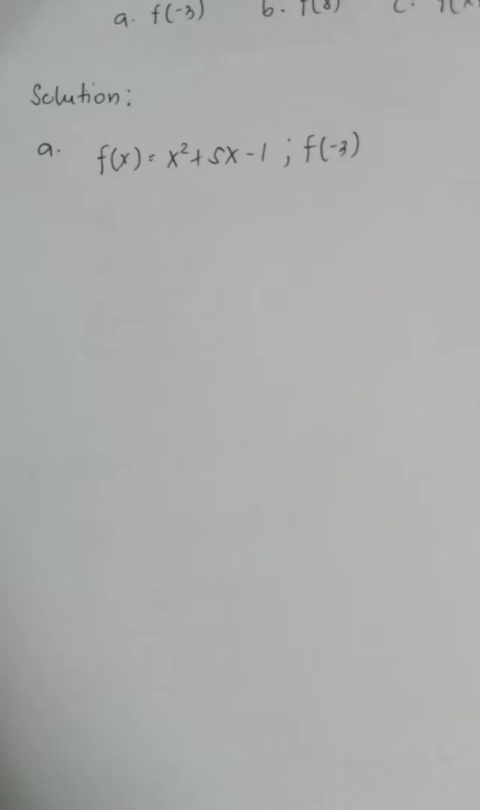 a. f(-3) b. f(8) c.
Solution:
a. f(x) = x²+5x-1 ; f(-3)